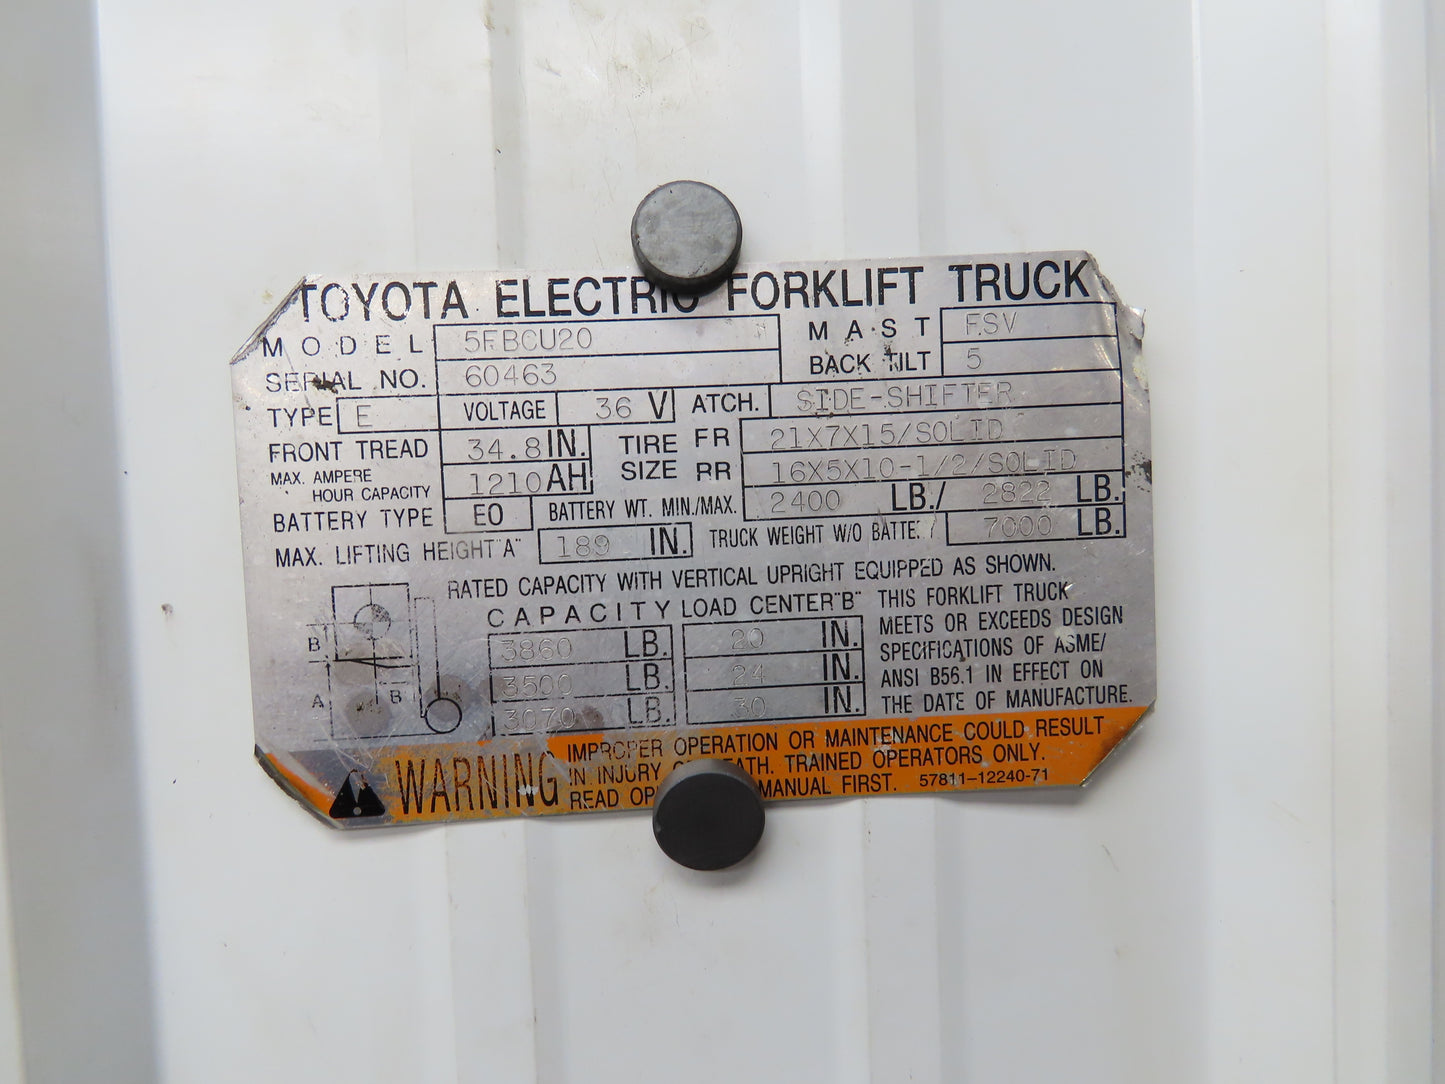 TOYOTA ELECTRIC FORKLIFT TRUCK
MODEL 5FBCU20 MAST FSV
SERIAL NO. 60463 BACK TILT 5
TYPE E VOLTAGE 36 V ATCH. SIDE-SHIFTER
FRONT TREAD 34.8 IN. TIRE SIZE FR 21X7X15/SOLID
MAX. AMPERE HOUR CAPACITY 1210 AH RR 16X5X10-1/2/SOLID
BATTERY TYPE EO BATTERY WT. MIN./MAX. 2400 LB./ 2822 LB.
MAX. LIFTING HEIGHT "A" 189 IN. TRUCK WEIGHT W/O BATTERY 7000 LB.
RATED CAPACITY WITH VERTICAL UPRIGHT EQUIPPED AS SHOWN.
CAPACITY LOAD CENTER "B"
3860 LB. 20 IN.
3500 LB. 24 IN.
3070 LB. 30 IN.
B
A
B
THIS FORKLIFT TRUCK
MEETS OR EXCEEDS DESIGN
SPECIFICATIONS OF ASME/
ANSI B56.1 IN EFFECT ON
THE DATE OF MANUFACTURE.
WARNING
IMPROPER OPERATION OR MAINTENANCE COULD RESULT
IN INJURY OR DEATH. TRAINED OPERATORS ONLY.
READ MANUAL FIRST. 57811-12240-71